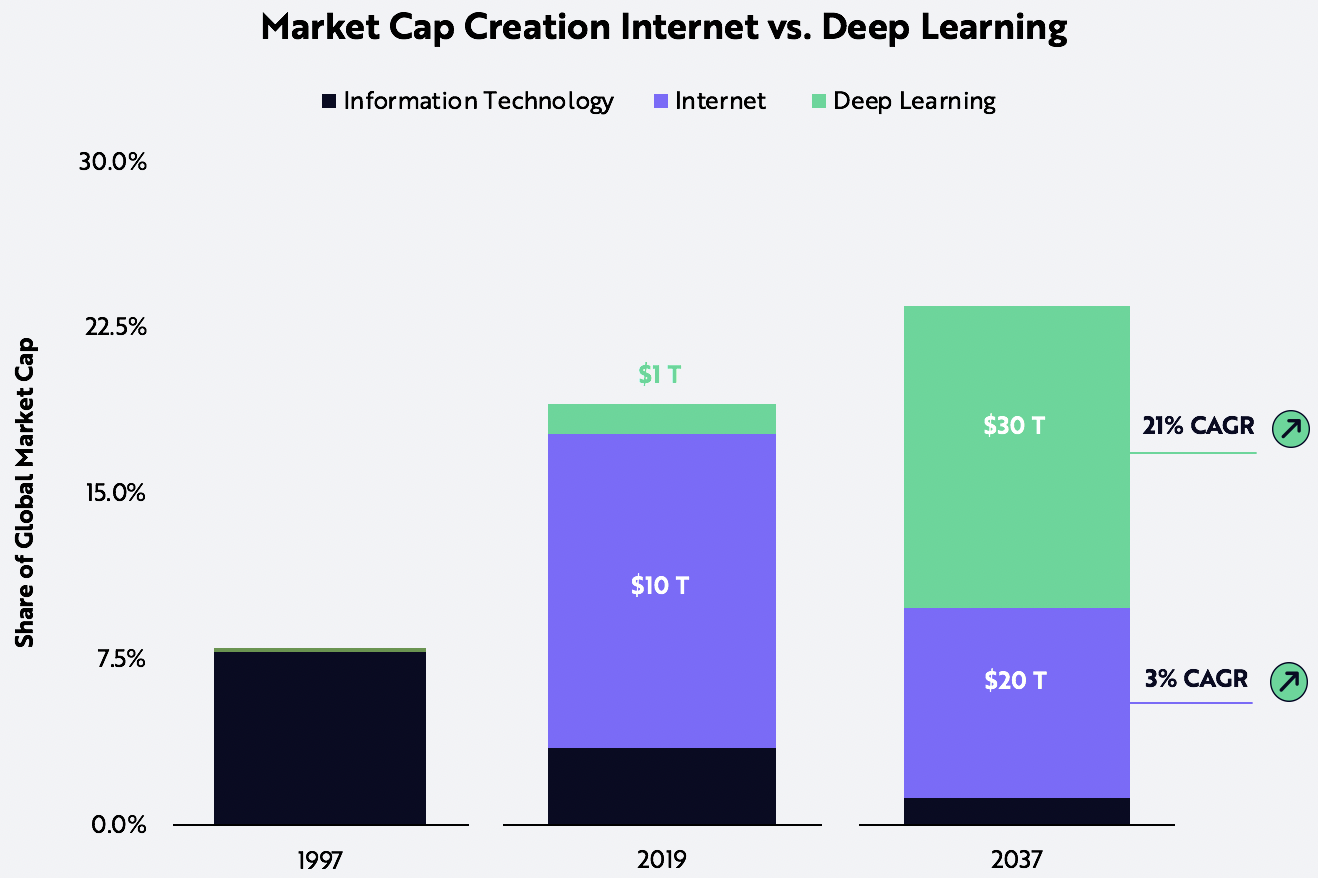 Market Cap Creation Internet vs. Deep Learning
Information Technology
Internet
Deep Learning
Share of Global Market Cap
30.0%
22.5%
15.0%
7.5%
0.0%
$1 T
$10 T
$30 T
$20 T
21% CAGR
3% CAGR
1997
2019
2037